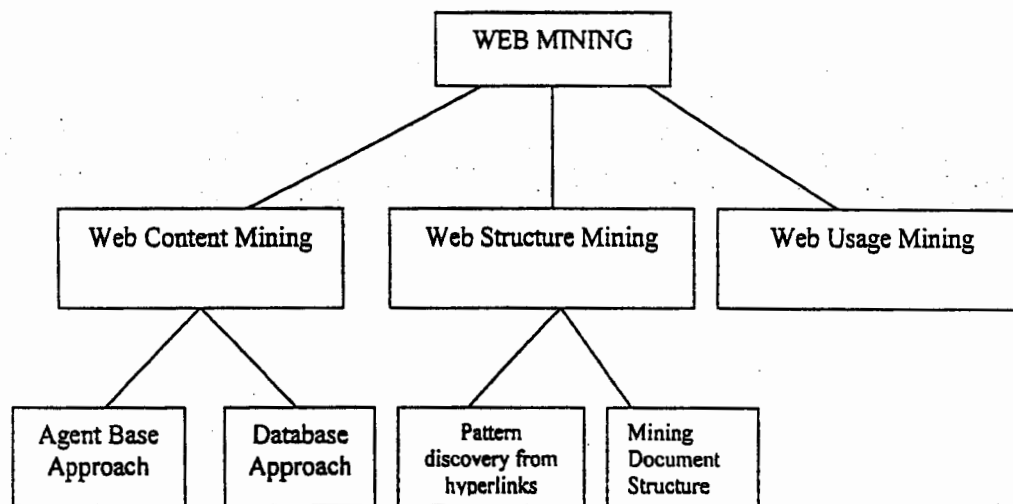 WEB MINING
Web Content Mining
Web Structure Mining
Web Usage Mining
Agent Base
Approach
Database
Approach
Pattern
discovery from
hyperlinks
Mining
Document
Structure